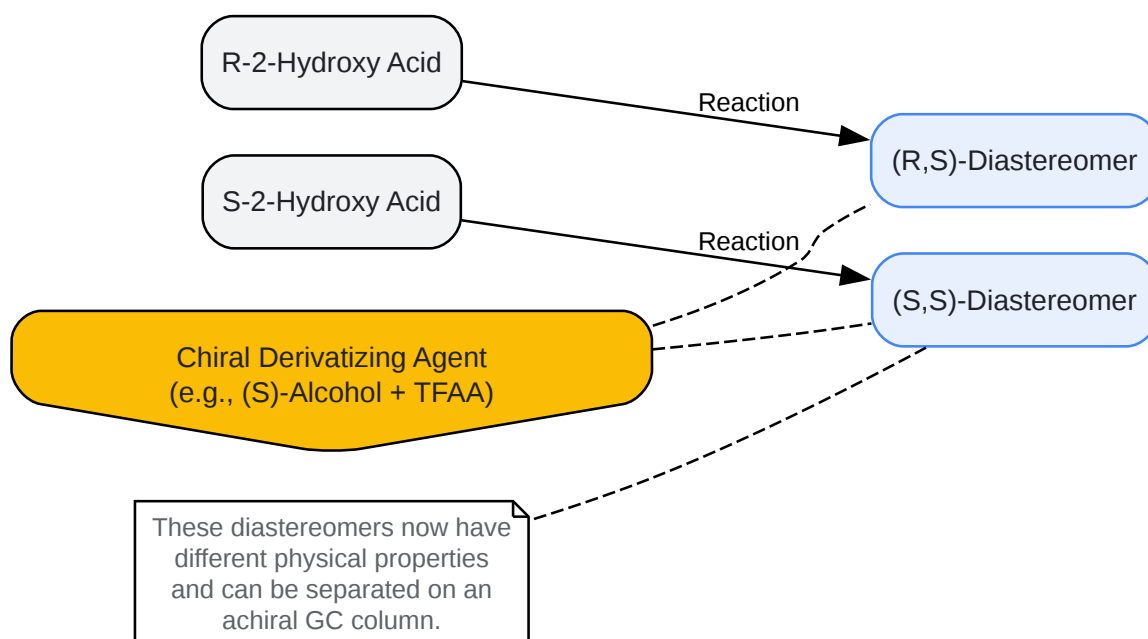 R-2-Hydroxy Acid
Reaction
(R,S)-Diastereomer
S-2-Hydroxy Acid
Reaction
(S,S)-Diastereomer
Chiral Derivatizing Agent
(e.g., (S)-Alcohol + TFAA)
These diastereomers now have
different physical properties
and can be separated on an
achiral GC column.